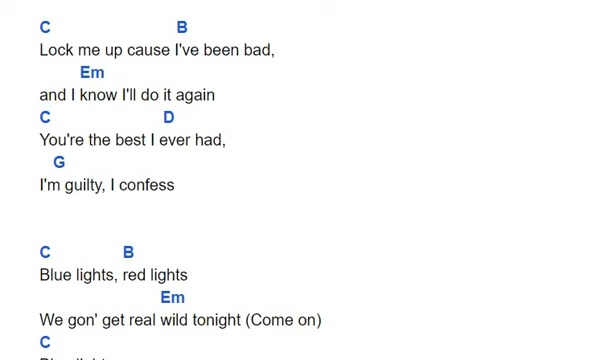 C B
Lock me up cause I've been bad,
Em
and I know I'll do it again
C D
You're the best I ever had,
G
I'm guilty, I confess
C B
Blue lights, red lights
Em
We gon' get real wild tonight (Come on)
C